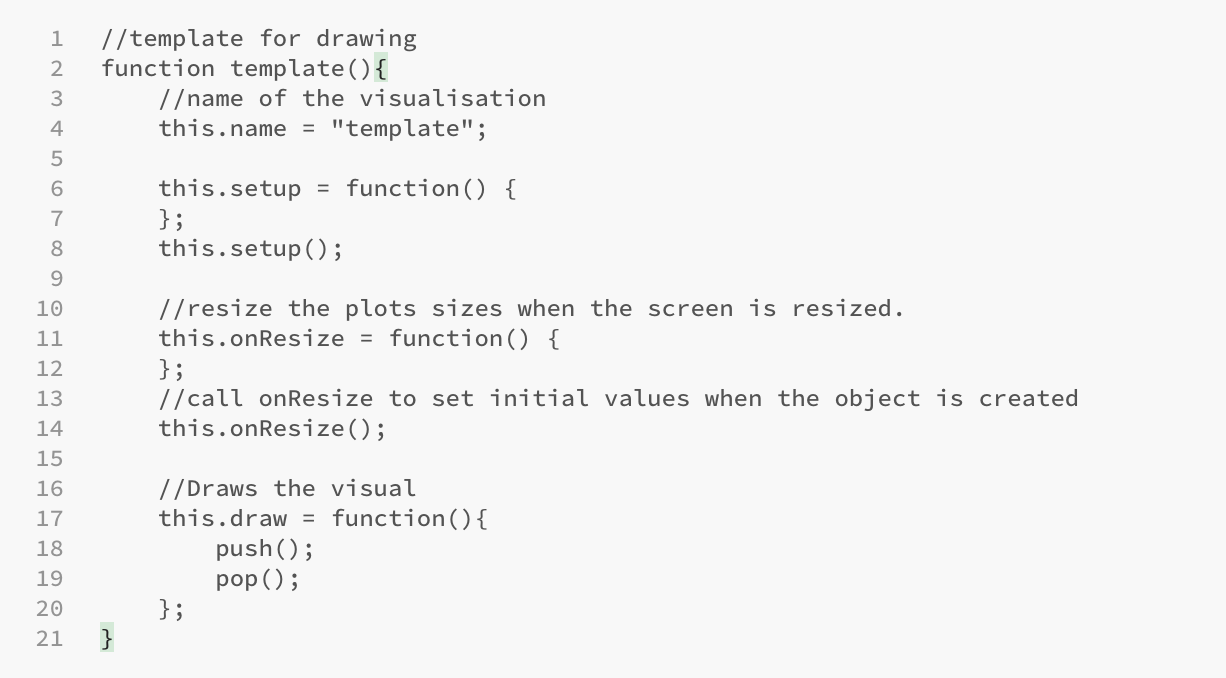 1 //template for drawing
2 function template(){
3 //name of the visualisation
4 this.name = "template";
5
6 this.setup = function() {
7 };
8 this.setup();
9
10 //resize the plots sizes when the screen is resized.
11 this.onResize = function() {
12 };
13 //call onResize to set initial values when the object is created
14 this.onResize();
15
16 //Draws the visual
17 this.draw = function(){
18 push();
19 pop();
20 };
21 }